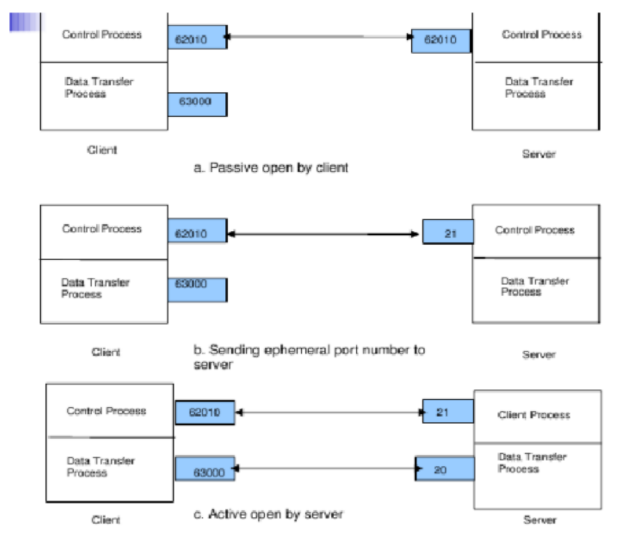 Control Process
62010
62010
Control Process
Data Transfer
Process
63000
Data Transfer
Process
Client
Server
a. Passive open by client
Control Process
62010
21
Control Process
Data Transfer
Process
63000
Data Transfer
Process
Client
b. Sending ephemeral port number to
server
Server
Control Process
62010
21
Client Process
Data Transfer
Process
63000
20
Data Transfer
Process
Client
c. Active open by server
Server